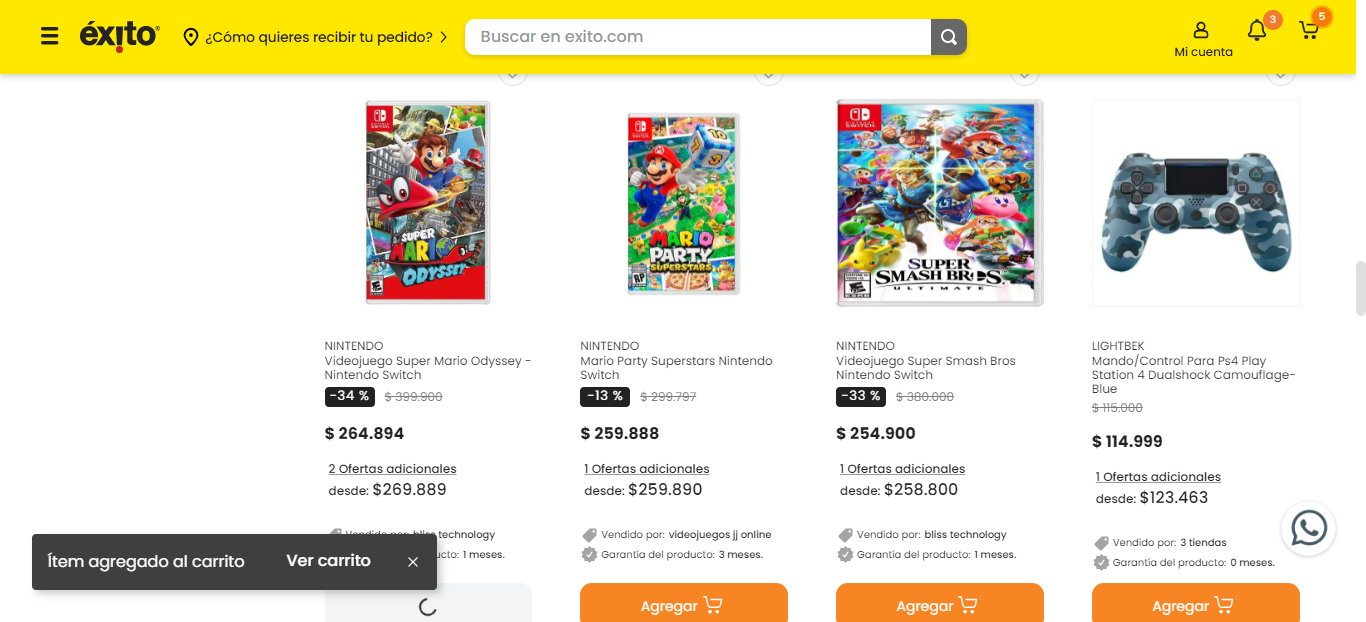 éxito
¿Cómo quieres recibir tu pedido?
Buscar en exito.com
Mi cuenta
3
5
SUPER
MARIO
ODYSSEY
MARIO
PARTY
SUPERSTARS
SUPER
SMASH BROS.
ULTIMATE
NINTENDO
Videojuego Super Mario Odyssey -
Nintendo Switch
-34 % $ 399.900
$ 264.894
2 Ofertas adicionales
desde: $269.889
bliss technology
1 meses.
NINTENDO
Mario Party Superstars Nintendo
Switch
-13 % $ 299.797
$ 259.888
1 Ofertas adicionales
desde: $259.890
Vendido por: videojuegos jj online
Garantía del producto: 3 meses.
Agregar
NINTENDO
Videojuego Super Smash Bros
Nintendo Switch
-33 % $ 380.000
$ 254.900
1 Ofertas adicionales
desde: $258.800
Vendido por: bliss technology
Garantía del producto: 1 meses.
Agregar
LIGHTBEK
Mando/Control Para Ps4 Play
Station 4 Dualshock Camouflage-
Blue
$ 115.000
$ 114.999
1 Ofertas adicionales
desde: $123.463
Vendido por: 3 tiendas
Garantía del producto: 0 meses.
Agregar
Ítem agregado al carrito Ver carrito ×